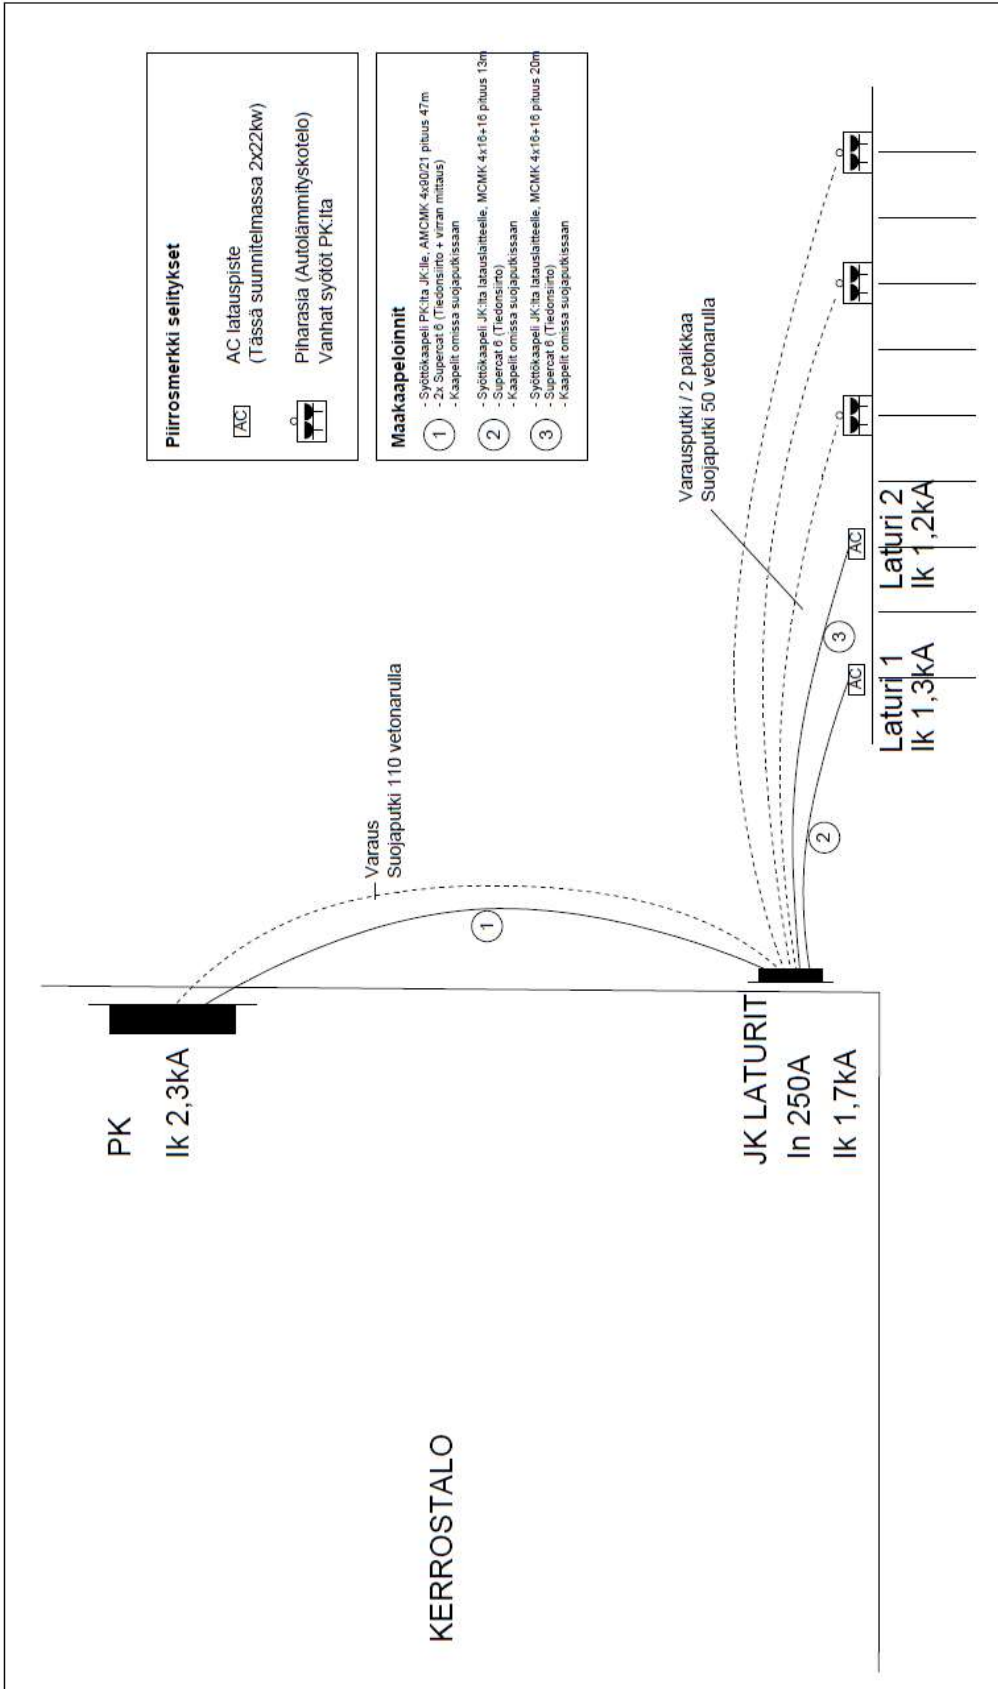 Piirrosmerkki selitykset
AC
AC latauspiste
(Tässä suunnitelmassa 2x22kw)
Piharasia (Autolämmityskotelo)
Vanhat syötöt PK:lta
Maakaapeloinnit
1
- Syöttökaapeli PK:lta JK:lle, AMCMK 4x90/21 pituus 47m
- 2x Supercat 6 (Tiedonsiirto + virran mittaus)
- Kaapelit omissa suojaputkissaan
2
- Syöttökaapeli JK:lta latauslaitteelle, MCMK 4x16+16 pituus 13m
- Supercat 6 (Tiedonsiirto)
- Kaapelit omissa suojaputkissaan
3
- Syöttökaapeli JK:lta latauslaitteelle, MCMK 4x16+16 pituus 20m
- Supercat 6 (Tiedonsiirto)
- Kaapelit omissa suojaputkissaan
PK
Ik 2,3kA
Varaus
Suojaputki 110 vetonarulla
1
KERROSTALO
Varausputki / 2 paikkaa
Suojaputki 50 vetonarulla
JK LATURIT
In 250A
Ik 1,7kA
2
3
AC
AC
Laturi 1
Ik 1,3kA
Laturi 2
Ik 1,2kA